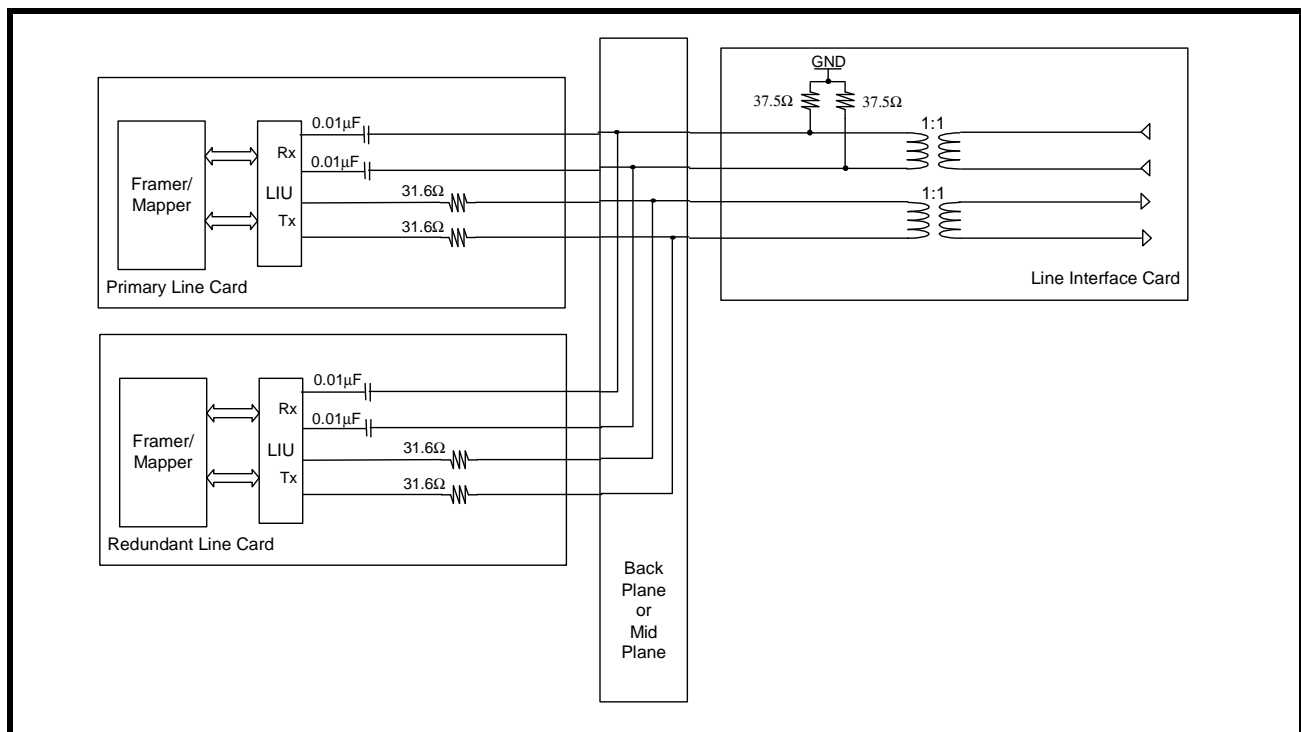 GND
37.5Ω
37.5Ω
0.01µF
1:1
Rx
0.01µF
Framer/
Mapper
LIU
31.6Ω
1:1
Tx
31.6Ω
Primary Line Card
Line Interface Card
0.01µF
Rx
0.01µF
Framer/
Mapper
LIU
31.6Ω
Tx
31.6Ω
Redundant Line Card
Back
Plane
or
Mid
Plane